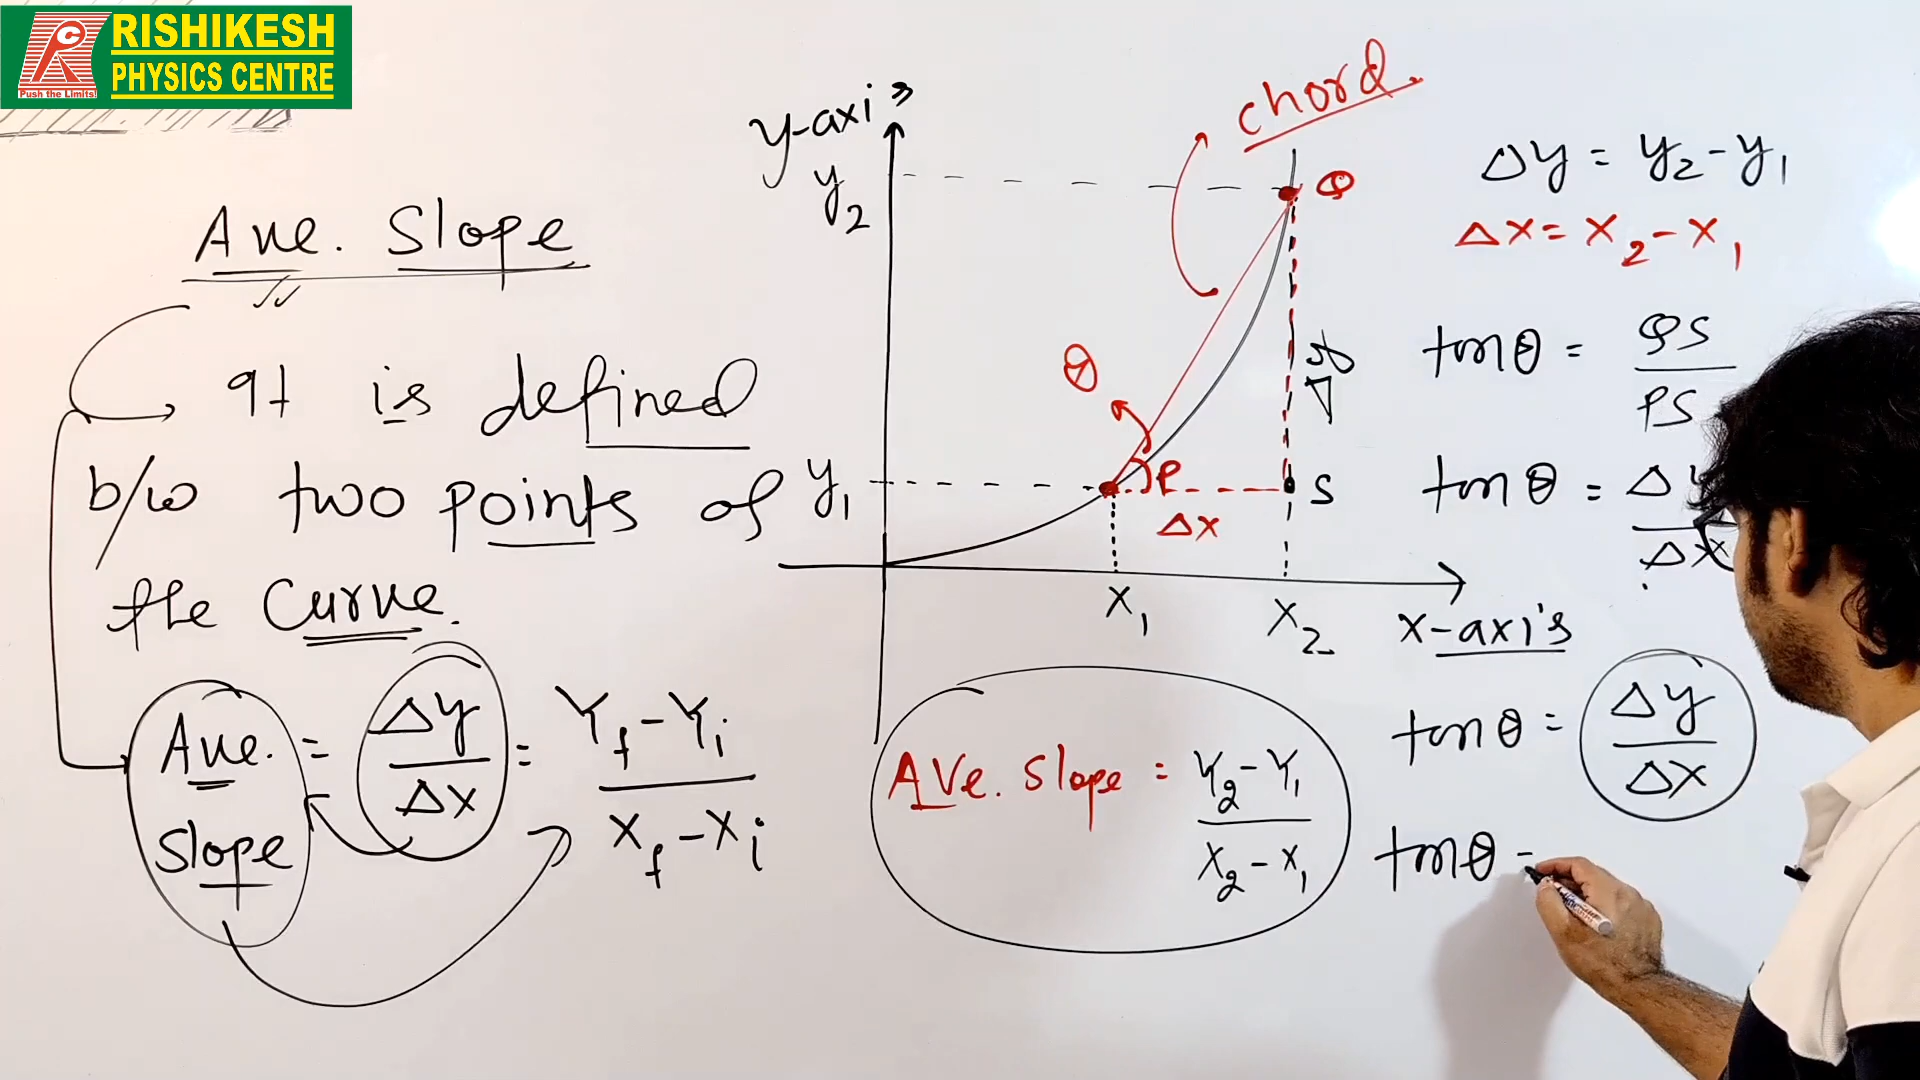 RISHIKESH
PHYSICS CENTRE
Push the Limits!
Ave. Slope
It is defined
b/w two points of
the Curve.
Ave. Slope = Δy/Δx = (Yf - Yi)/(Xf - Xi)
y-axis
y2
y1
chord
Q
θ
P
Δy
S
Δx
x1
x2
x-axis
AVe. Slope = (Y2 - Y1)/(X2 - X1)
Δy = y2 - y1
Δx = x2 - x1
tanθ = QS/PS
tanθ = Δy/Δx
tanθ = Δy/Δx
tanθ =